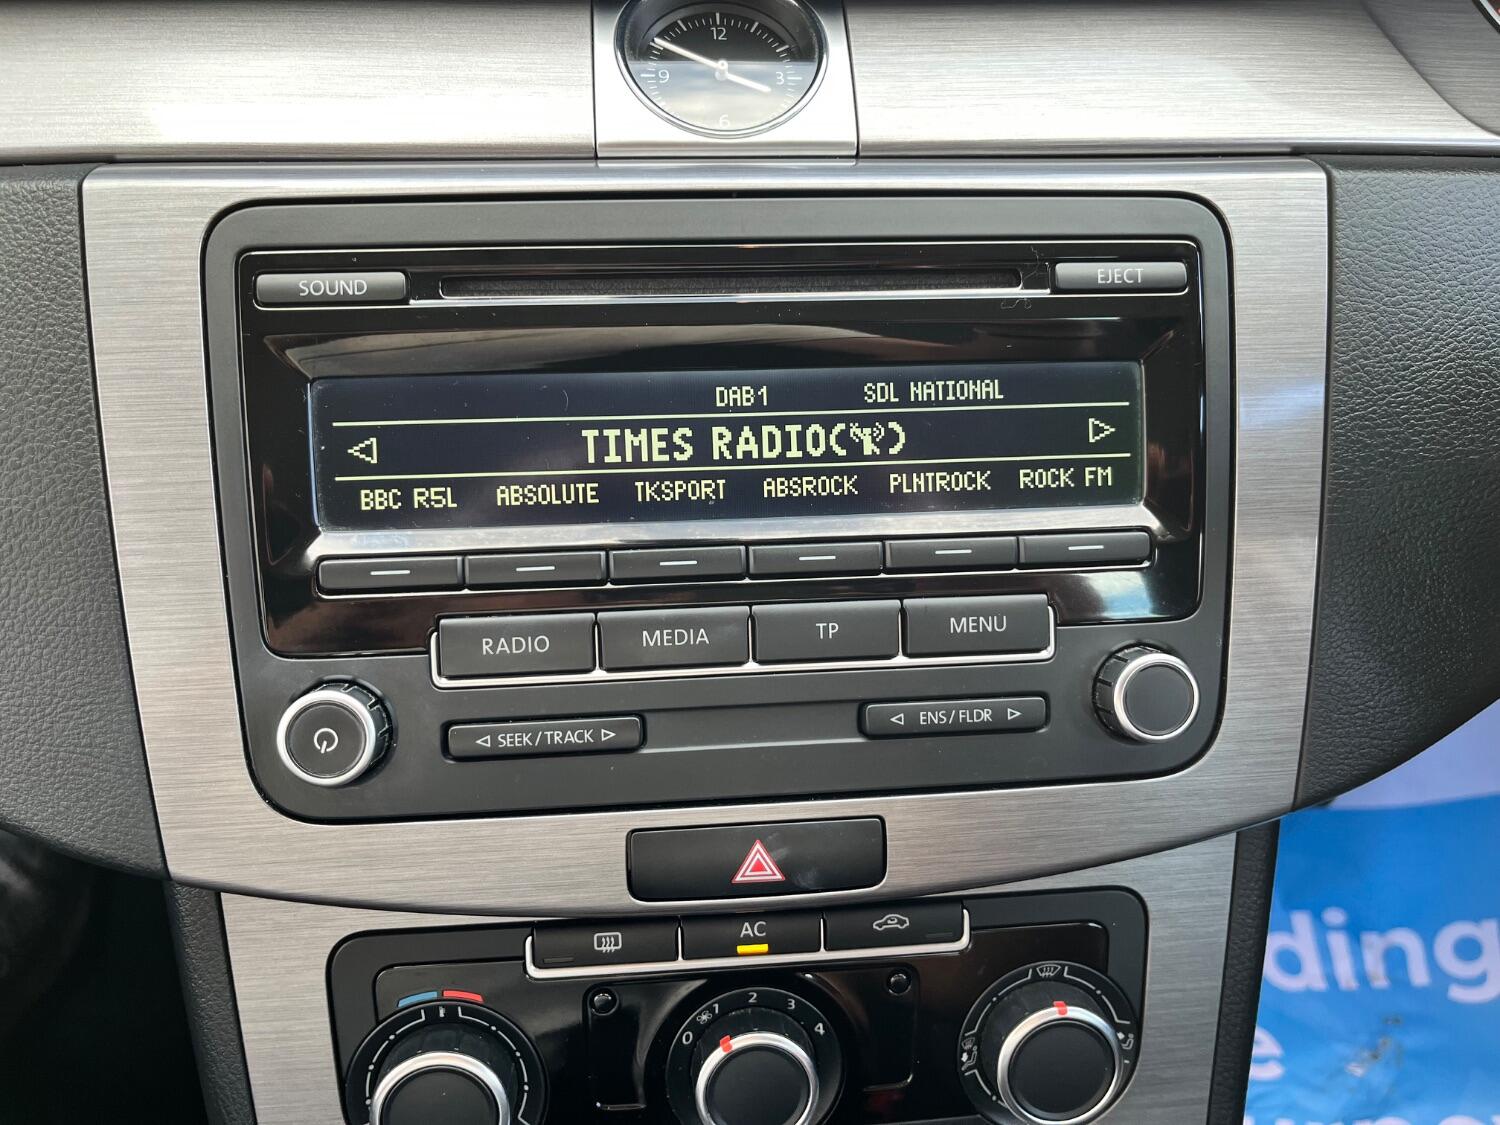 12
9 3
6
SOUND EJECT
DAB1 SDL NATIONAL
TIMES RADIO( )
BBC R5L ABSOLUTE TKSPORT ABSROCK PLNTROCK ROCK FM
RADIO MEDIA TP MENU
SEEK/TRACK ENS/FLDR
AC
0 1 2 3 4
ding
e